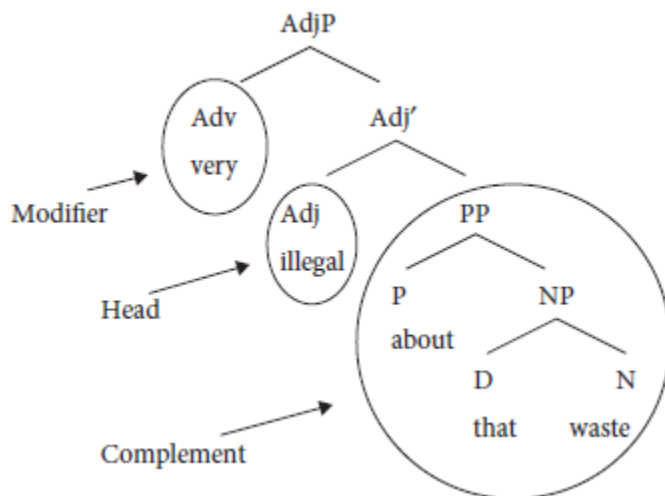 AdjP
Adv Adj′
very
Modifier
Adj PP
illegal
P NP
Head
about
D N
that waste
Complement